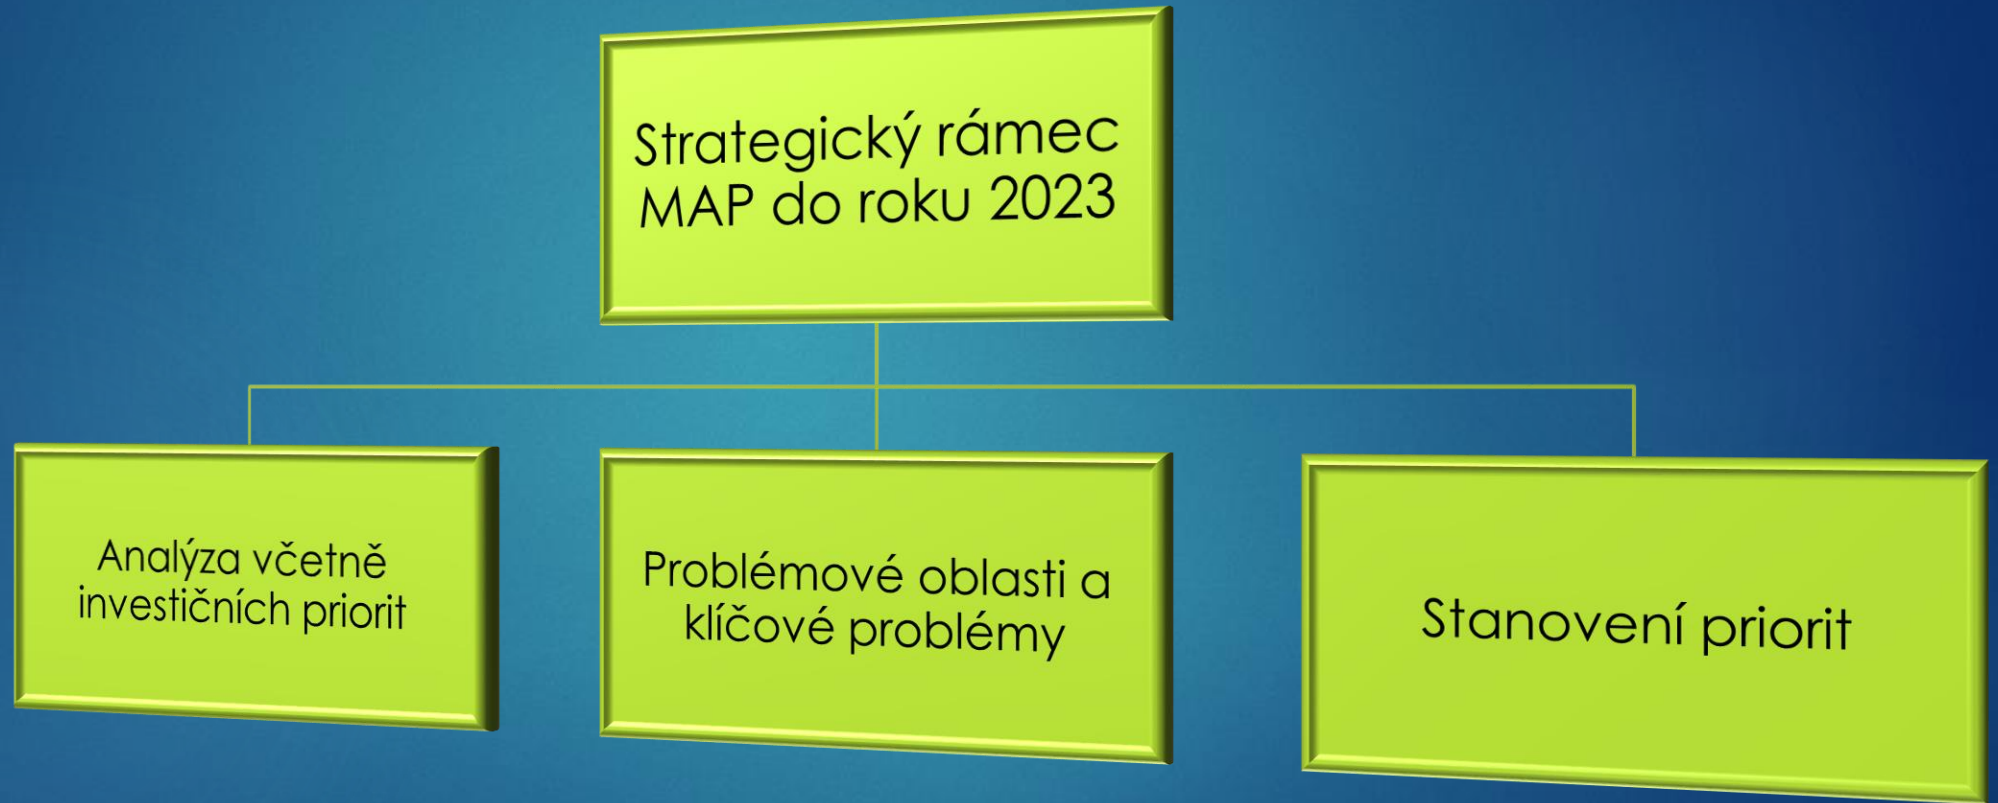 Strategický rámec
MAP do roku 2023
Analýza včetně
investičních priorit
Problémové oblasti a
klíčové problémy
Stanovení priorit